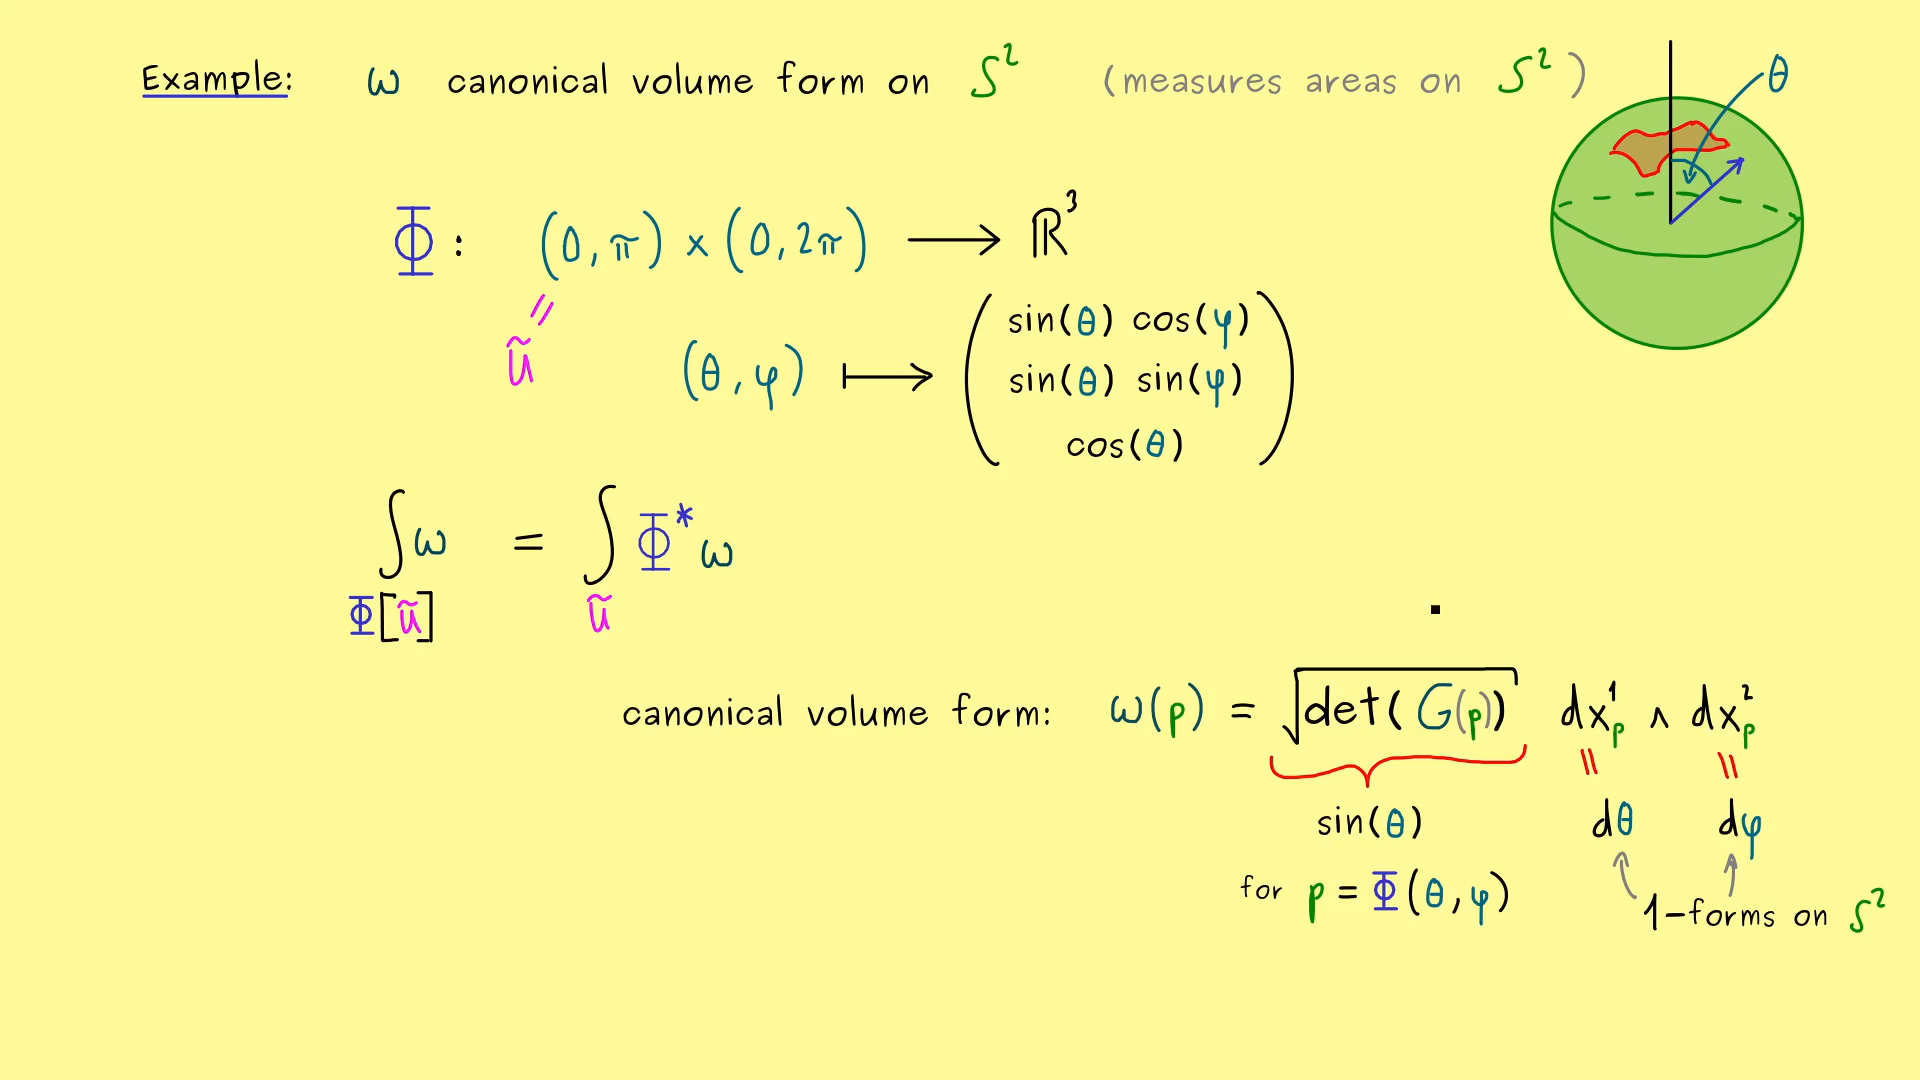 Example: ω canonical volume form on S² (measures areas on S²)
θ
Φ : (0, π) × (0, 2π) ⟶ ℝ³
= Ũ
(θ, φ) ⟼ ( sin(θ) cos(φ)
sin(θ) sin(φ)
cos(θ) )
∫ω = ∫ Φ*ω
Φ[Ũ] Ũ
canonical volume form: ω(p) = √det(G(p)) dx¹ₚ ∧ dx²ₚ
= =
sin(θ) dθ dφ
for p = Φ(θ, φ)
1-forms on S²